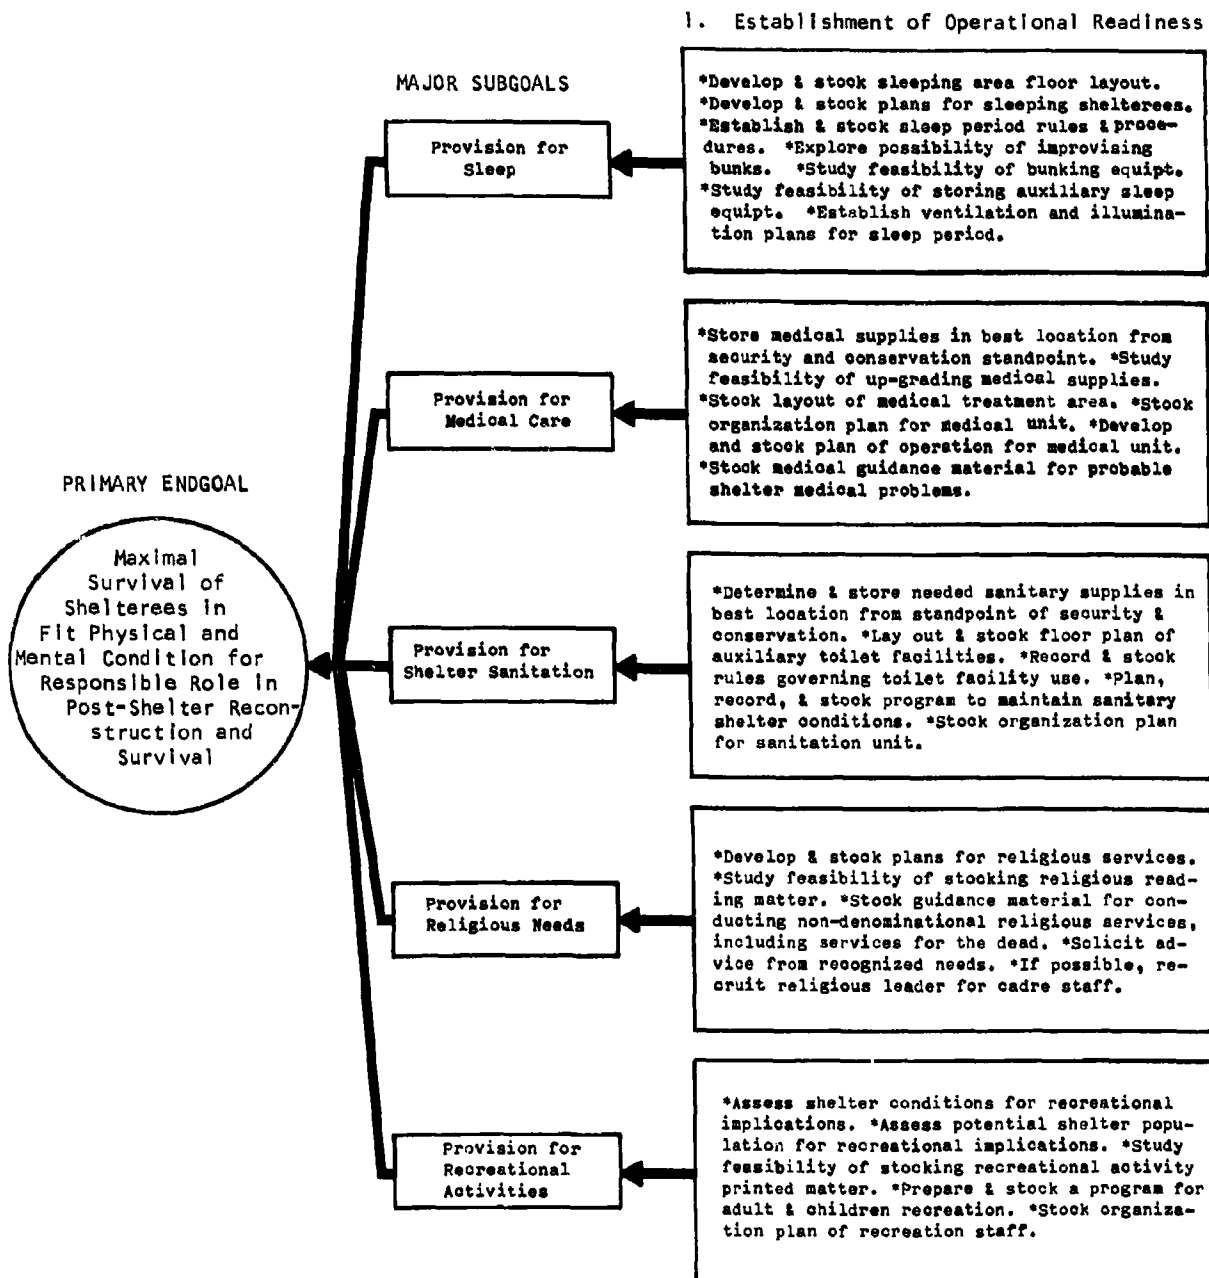 1. Establishment of Operational Readiness
MAJOR SUBGOALS
Provision for
Sleep
*Develop & stock sleeping area floor layout.
*Develop & stock plans for sleeping shelterees.
*Establish & stock sleep period rules & proce-
dures. *Explore possibility of improvising
bunks. *Study feasibility of bunking equipt.
*Study feasibility of storing auxiliary sleep
equipt. *Establish ventilation and illumina-
tion plans for sleep period.
Provision for
Medical Care
*Store medical supplies in best location from
security and conservation standpoint. *Study
feasibility of up-grading medical supplies.
*Stock layout of medical treatment area. *Stock
organization plan for medical unit. *Develop
and stock plan of operation for medical unit.
*Stock medical guidance material for probable
shelter medical problems.
PRIMARY ENDGOAL
Maximal
Survival of
Shelterees in
Fit Physical and
Mental Condition for
Responsible Role in
Post-Shelter Recon-
struction and
Survival
Provision for
Shelter Sanitation
*Determine & store needed sanitary supplies in
best location from standpoint of security &
conservation. *Lay out & stock floor plan of
auxiliary toilet facilities. *Record & stock
rules governing toilet facility use. *Plan,
record, & stock program to maintain sanitary
shelter conditions. *Stock organization plan
for sanitation unit.
Provision for
Religious Needs
*Develop & stock plans for religious services.
*Study feasibility of stocking religious read-
ing matter. *Stock guidance material for con-
ducting non-denominational religious services,
including services for the dead. *Solicit ad-
vice from recognized needs. *If possible, re-
cruit religious leader for cadre staff.
Provision for
Recreational
Activities
*Assess shelter conditions for recreational
implications. *Assess potential shelter popu-
lation for recreational implications. *Study
feasibility of stocking recreational activity
printed matter. *Prepare & stock a program for
adult & children recreation. *Stock organiza-
tion plan of recreation staff.